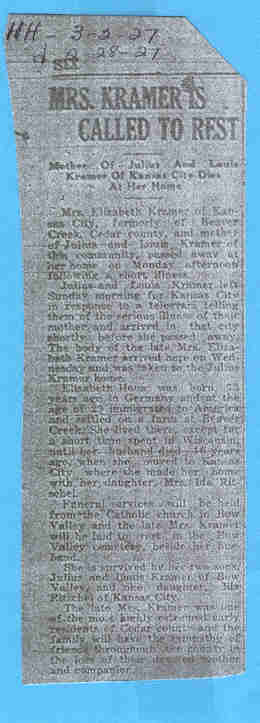 HH - 3-2-27
d 2-28-27
MRS. KRAMER IS
CALLED TO REST
Mother Of Julius And Louis
Kramer Of Kansas City Dies
At Her Home
Mrs. Elizabeth Kramer of Kan-
sas City, formerly of Beaver
Creek, Cedar county, and mother
of Julius and Louis Kramer of
this community, passed away at
her home on Monday afternoon
following a short illness.
Julius and Louis Kramer left
Sunday morning for Kansas City
in response to a telegram telling
them of the serious illness of their
mother and arrived in that city
shortly before she passed away.
The body of the late Mrs. Eliza-
beth Kramer arrived here on Wed-
nesday and was taken to the Julius
Kramer home.
Elizabeth was born
years ago in Germany and at the
age of immigrated to America
and settled on a farm at Beaver
Creek. She lived there, except for
a short time spent in Wisconsin,
until her husband died 16 years
ago, when she moved to Kansas
City where she made her home
with her daughter, Mrs. Ida Rit-
schel.
Funeral services will be held
from the Catholic church in Bow
Valley and the late Mrs. Kramer
will be laid to rest in the Bow
Valley cemetery, beside her hus-
band.
She is survived by her two sons,
Julius and Louis Kramer of Bow
Valley, and one daughter,
Ritschel of Kansas City.
The late Mrs. Kramer was one
of the most highly esteemed early
residents of Cedar county and the
family will have the sympathy of
friends throughout the county in
the loss of their devoted mother
and companion.